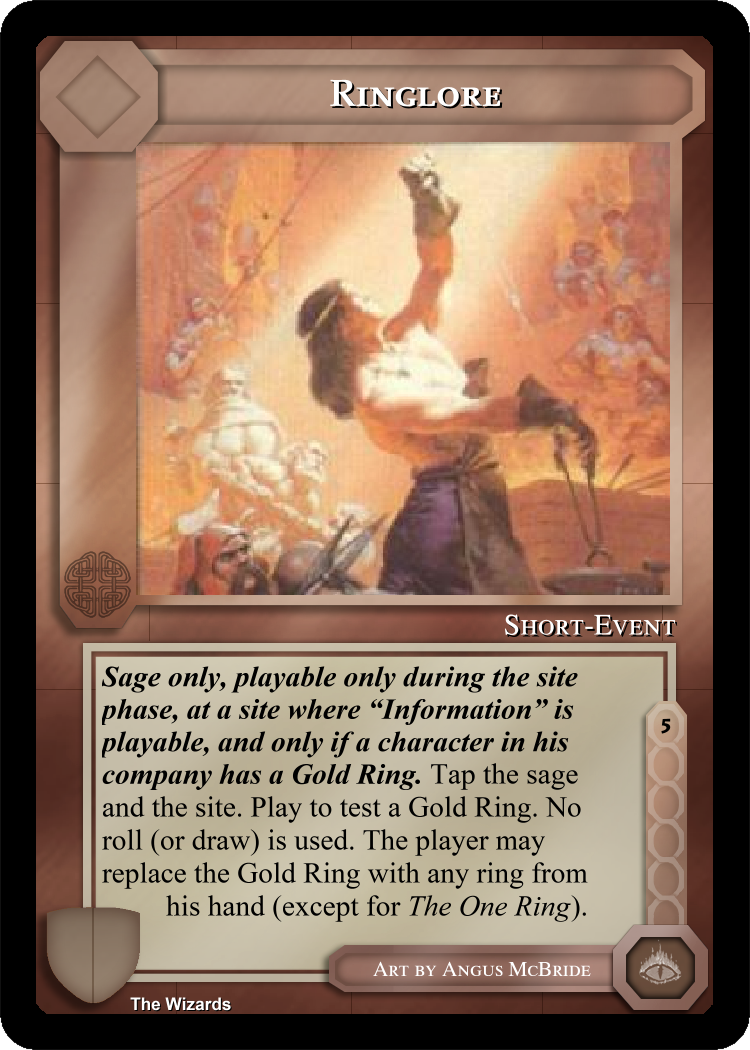 Ringlore
Short-Event
Sage only, playable only during the site
phase, at a site where “Information” is
playable, and only if a character in his
company has a Gold Ring. Tap the sage
and the site. Play to test a Gold Ring. No
roll (or draw) is used. The player may
replace the Gold Ring with any ring from
his hand (except for The One Ring).
5
Art by Angus McBride
The Wizards